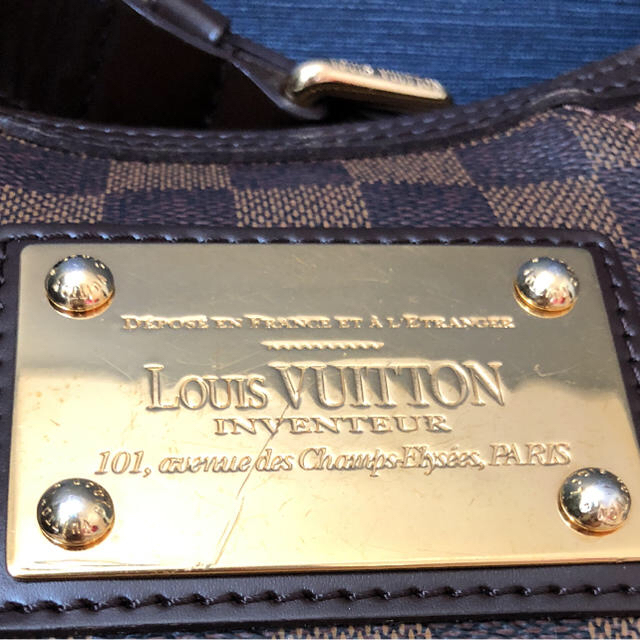 DÉPOSÉ EN FRANCE ET À L'ÉTRANGER
LOUIS VUITTON
INVENTEUR
101, avenue des Champs-Elysées, PARIS